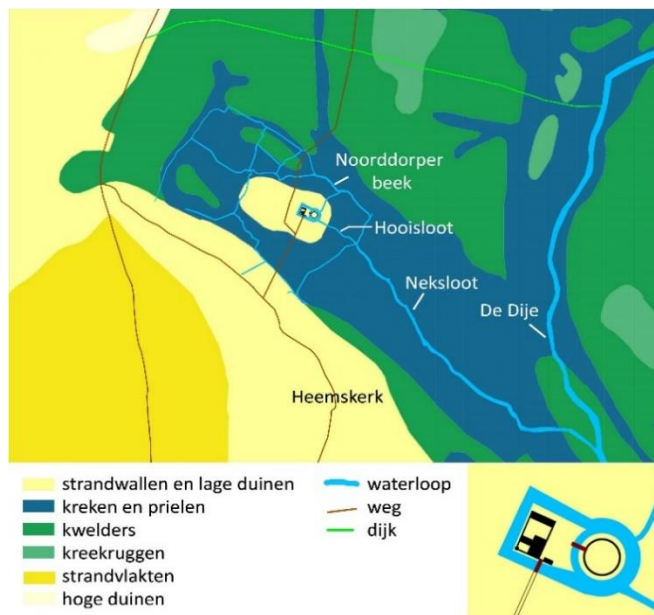 Noorddorper
beek
Hooisloot
Neksloot
De Dije
Heemskerk
strandwallen en lage duinen
kreken en prielen
kwelders
kreekruggen
strandvlakten
hoge duinen
waterloop
weg
dijk